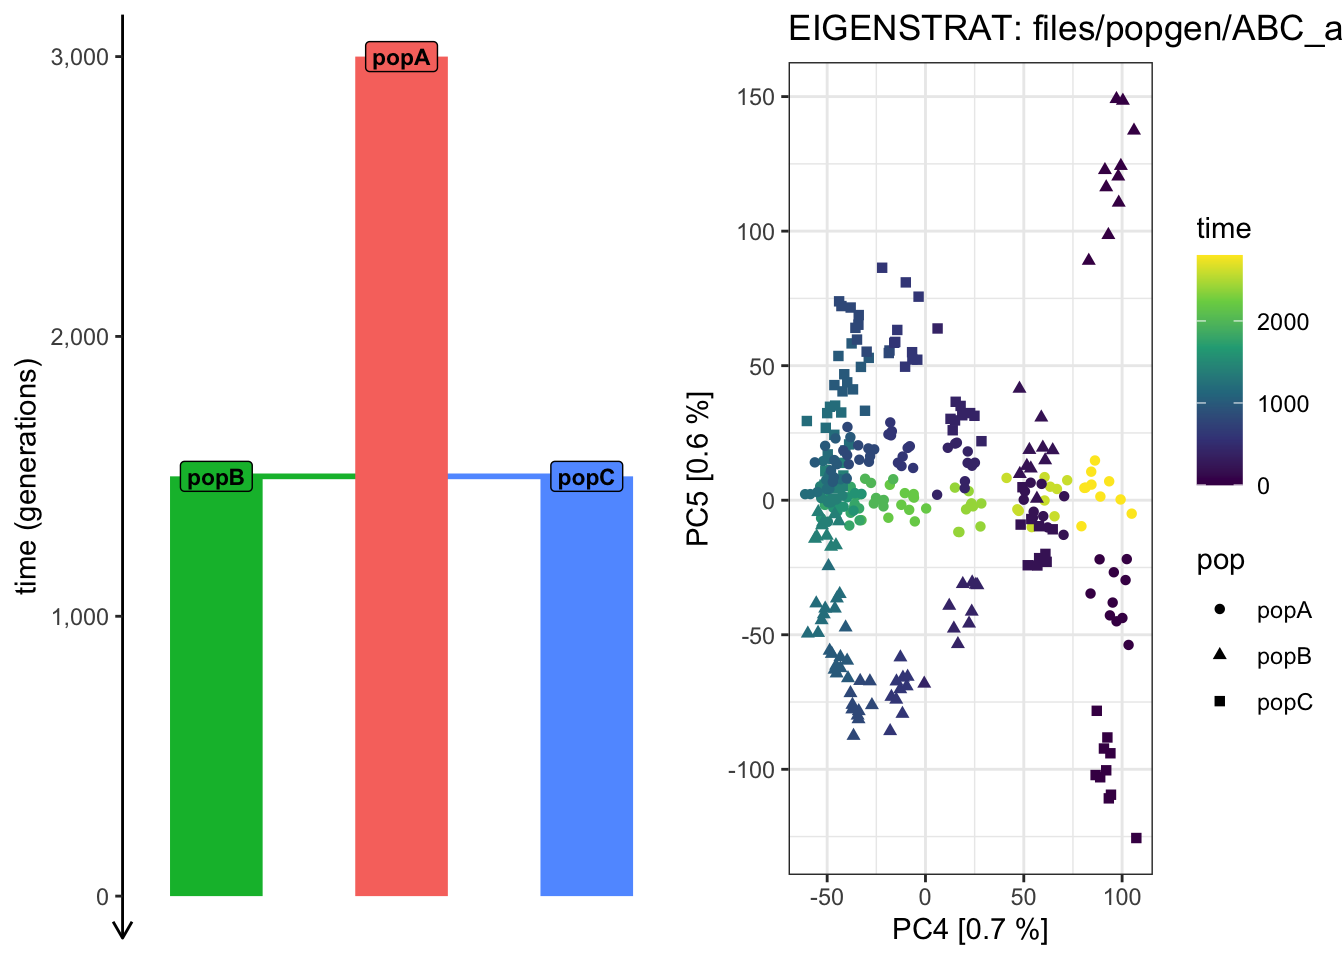 3,000
2,000
1,000
0
time (generations)
popA
popB
popC
EIGENSTRAT: files/popgen/ABC_a
150
100
50
0
-50
-100
PC5 [0.6 %]
-50 0 50 100
PC4 [0.7 %]
time
2000
1000
0
pop
popA
popB
popC